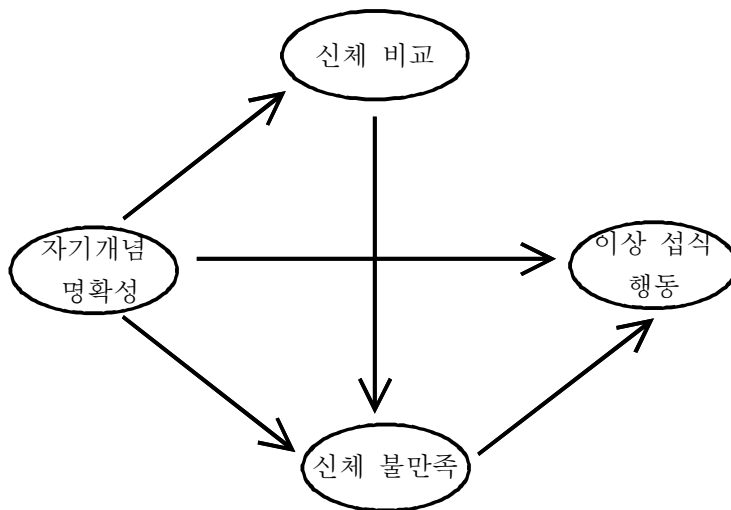 신체 비교
자기개념
명확성
이상 섭식
행동
신체 불만족